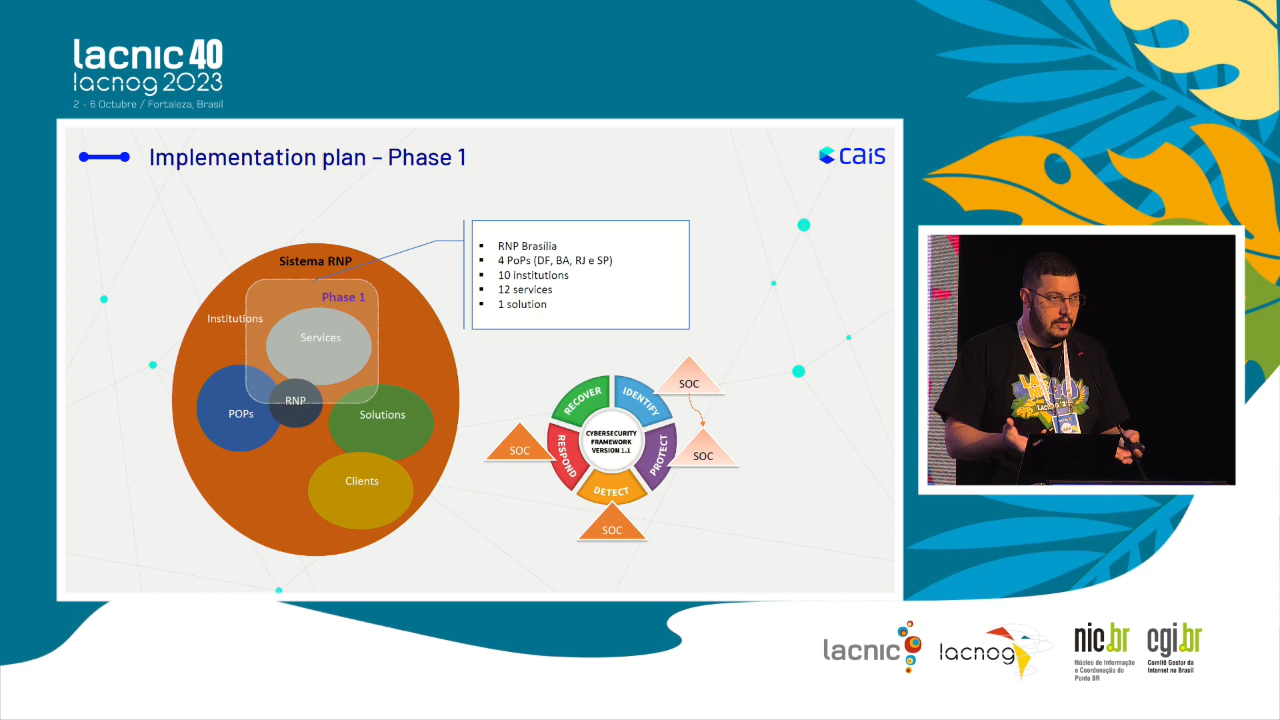 lacnic 40
lacnog 2023
2 - 6 Octubre / Fortaleza, Brasil
Implementation plan – Phase 1
cais
RNP Brasília
4 PoPs (DF, BA, RJ e SP)
10 Institutions
12 services
1 solution
Sistema RNP
Phase 1
Institutions
Services
RNP
POPs
Solutions
Clients
SOC
SOC
SOC
SOC
RECOVER
IDENTIFY
PROTECT
DETECT
RESPOND
CYBERSECURITY
FRAMEWORK
VERSION 1.1
lacnic
lacnog
nic.br
Núcleo de Informação
e Coordenação do
Ponto BR
cgi.br
Comitê Gestor da
Internet no Brasil